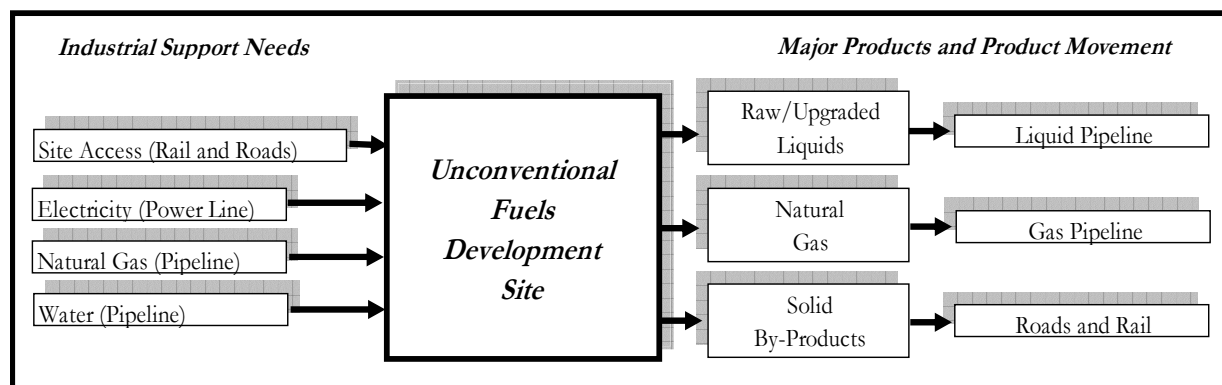 Industrial Support Needs
Major Products and Product Movement
Site Access (Rail and Roads)
Electricity (Power Line)
Natural Gas (Pipeline)
Water (Pipeline)
Unconventional
Fuels
Development
Site
Raw/Upgraded
Liquids
Liquid Pipeline
Natural
Gas
Gas Pipeline
Solid
By-Products
Roads and Rail